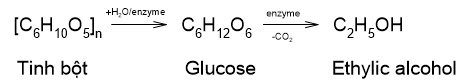 [C₆H₁₀O₅]ₙ +H₂O/enzyme C₆H₁₂O₆ enzyme -CO₂ C₂H₅OH
Tinh bột Glucose Ethylic alcohol